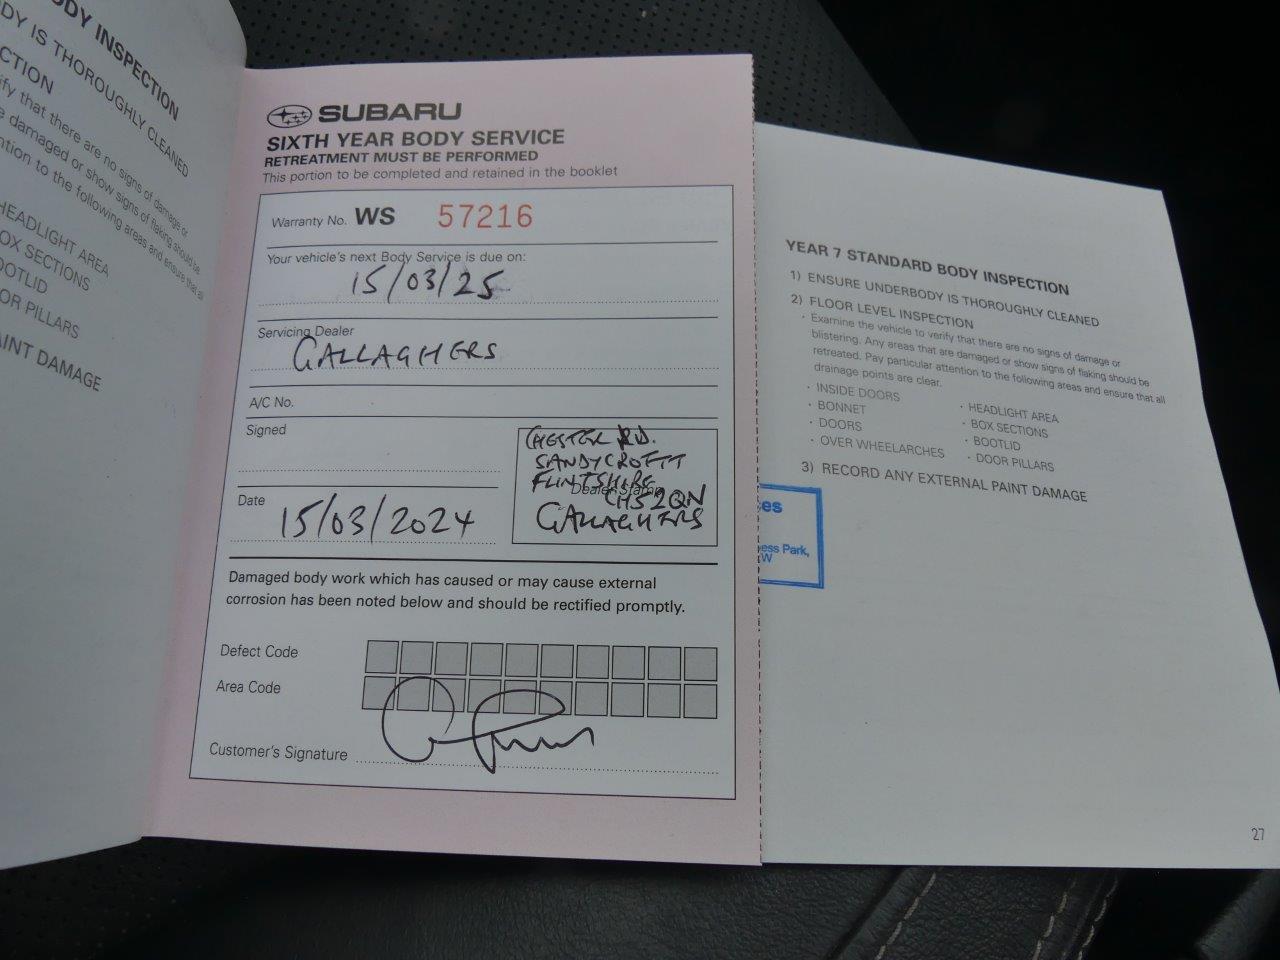 ODY INSPECTION
DY IS THOROUGHLY CLEANED
CTION
ify that there are no signs of damage or
e damaged or show signs of flaking should be
ntion to the following areas and ensure that all
HEADLIGHT AREA
OX SECTIONS
OOTLID
OR PILLARS
AINT DAMAGE
SUBARU
SIXTH YEAR BODY SERVICE
RETREATMENT MUST BE PERFORMED
This portion to be completed and retained in the booklet
Warranty No. WS 57216
Your vehicle's next Body Service is due on:
15/03/25
Servicing Dealer
GALLAGHERS
A/C No.
Signed
CHESTER RD.
SANDYCROFT
FLINTSHIRE
Dealer Stamp
CH5 2QN
GALLAGHERS
Date
15/03/2024
Damaged body work which has caused or may cause external
corrosion has been noted below and should be rectified promptly.
Defect Code
Area Code
Customer's Signature
YEAR 7 STANDARD BODY INSPECTION
1) ENSURE UNDERBODY IS THOROUGHLY CLEANED
2) FLOOR LEVEL INSPECTION
· Examine the vehicle to verify that there are no signs of damage or
blistering. Any areas that are damaged or show signs of flaking should be
retreated. Pay particular attention to the following areas and ensure that all
drainage points are clear.
· INSIDE DOORS
· BONNET
· DOORS
· OVER WHEELARCHES
· HEADLIGHT AREA
· BOX SECTIONS
· BOOTLID
· DOOR PILLARS
3) RECORD ANY EXTERNAL PAINT DAMAGE
es
ess Park,
W
27